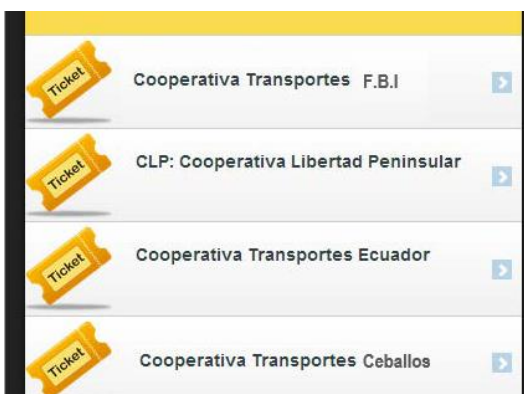 Ticket
Cooperativa Transportes F.B.I
Ticket
CLP: Cooperativa Libertad Peninsular
Ticket
Cooperativa Transportes Ecuador
Ticket
Cooperativa Transportes Ceballos